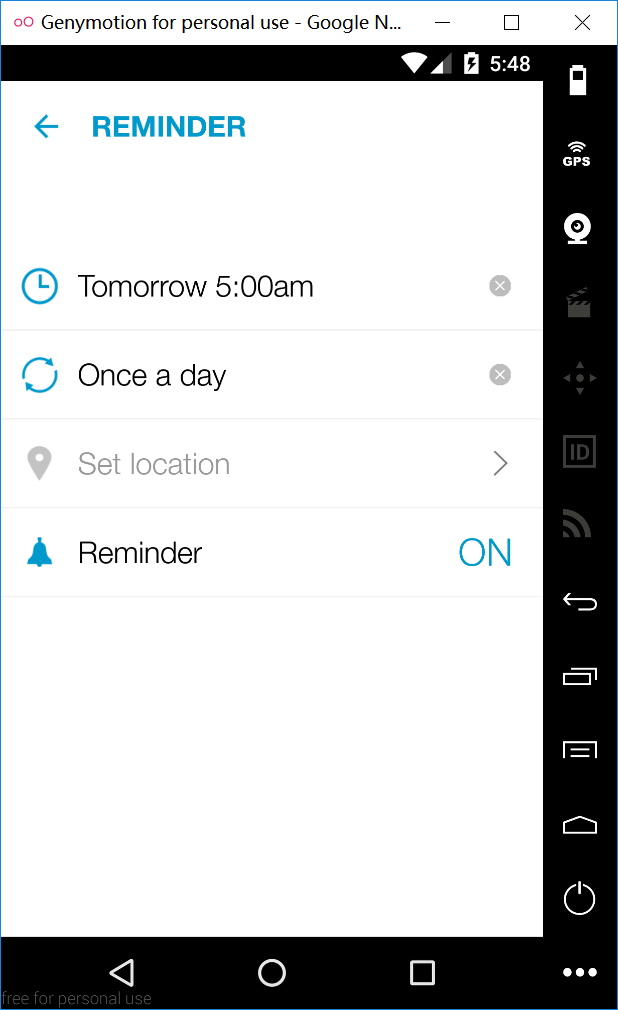 Genymotion for personal use - Google N...
5:48
REMINDER
GPS
Tomorrow 5:00am
Once a day
Set location
ID
Reminder
ON
free for personal use